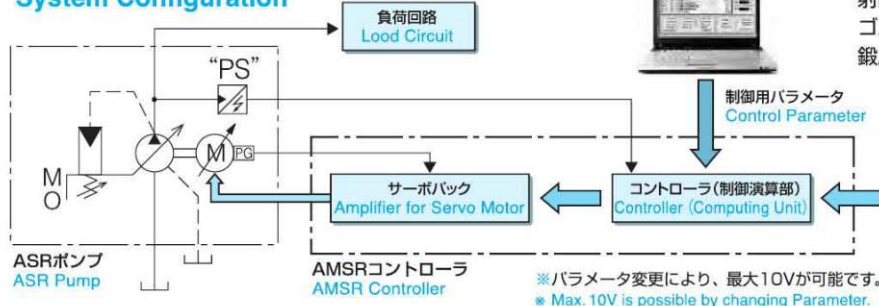 System Configuration
負荷回路
Lood Circuit
"PS"
制御用パラメータ
Control Parameter
M
PG
M
O
サーボパック
Amplifier for Servo Motor
コントローラ(制御演算部)
Controller (Computing Unit)
ASRポンプ
ASR Pump
AMSRコントローラ
AMSR Controller
※パラメータ変更により、最大10Vが可能です。
※ Max. 10V is possible by changing Parameter.